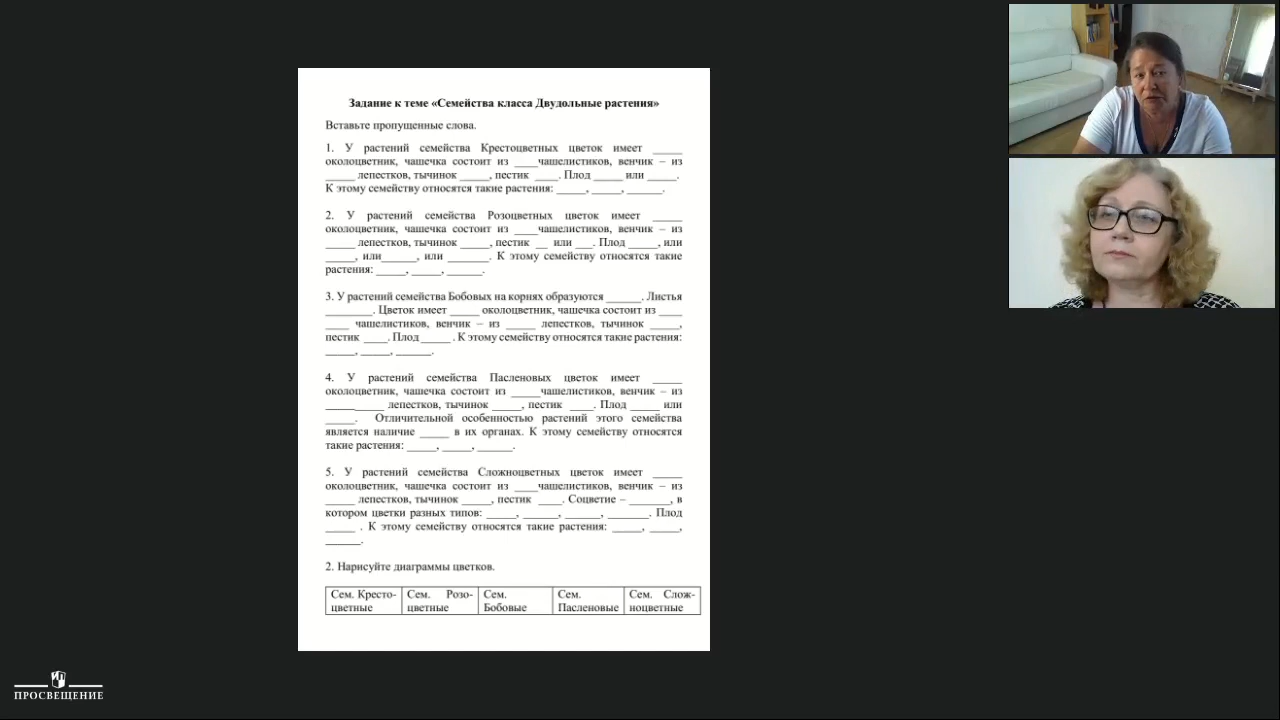 Задание к теме «Семейства класса Двудольные растения»
Вставьте пропущенные слова.
1. У растений семейства Крестоцветных цветок имеет _____
околоцветник, чашечка состоит из ____чашелистиков, венчик – из
_____ лепестков, тычинок _____, пестик ____. Плод _____ или _____.
К этому семейству относятся такие растения: _____, _____, ______.
2. У растений семейства Розоцветных цветок имеет _____
околоцветник, чашечка состоит из ____чашелистиков, венчик – из
_____ лепестков, тычинок _____, пестик __ или ___. Плод _____, или
_____, или______, или _______. К этому семейству относятся такие
растения: _____, _____, ______.
3. У растений семейства Бобовых на корнях образуются ______. Листья
________. Цветок имеет _____ околоцветник, чашечка состоит из ____
____ чашелистиков, венчик – из _____ лепестков, тычинок _____,
пестик ____. Плод _____ . К этому семейству относятся такие растения:
_____, _____, ______.
4. У растений семейства Пасленовых цветок имеет _____
околоцветник, чашечка состоит из _____чашелистиков, венчик – из
__________ лепестков, тычинок _____, пестик ____. Плод _____ или
_____. Отличительной особенностью растений этого семейства
является наличие _____ в их органах. К этому семейству относятся
такие растения: _____, _____, ______.
5. У растений семейства Сложноцветных цветок имеет _____
околоцветник, чашечка состоит из ____чашелистиков, венчик – из
_____ лепестков, тычинок _____, пестик ____. Соцветие – _______, в
котором цветки разных типов: _____, ______, ______, _______. Плод
_____ . К этому семейству относятся такие растения: _____, _____,
______.
2. Нарисуйте диаграммы цветков.
Сем. Кресто-
цветные
Сем. Розо-
цветные
Сем.
Бобовые
Сем.
Пасленовые
Сем. Слож-
ноцветные
ПРОСВЕЩЕНИЕ